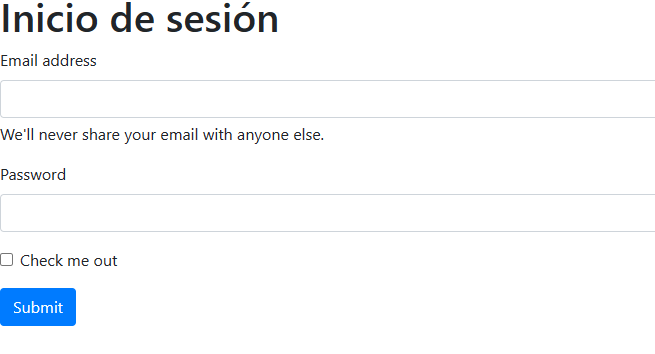 Inicio de sesión
Email address
We'll never share your email with anyone else.
Password
Check me out
Submit